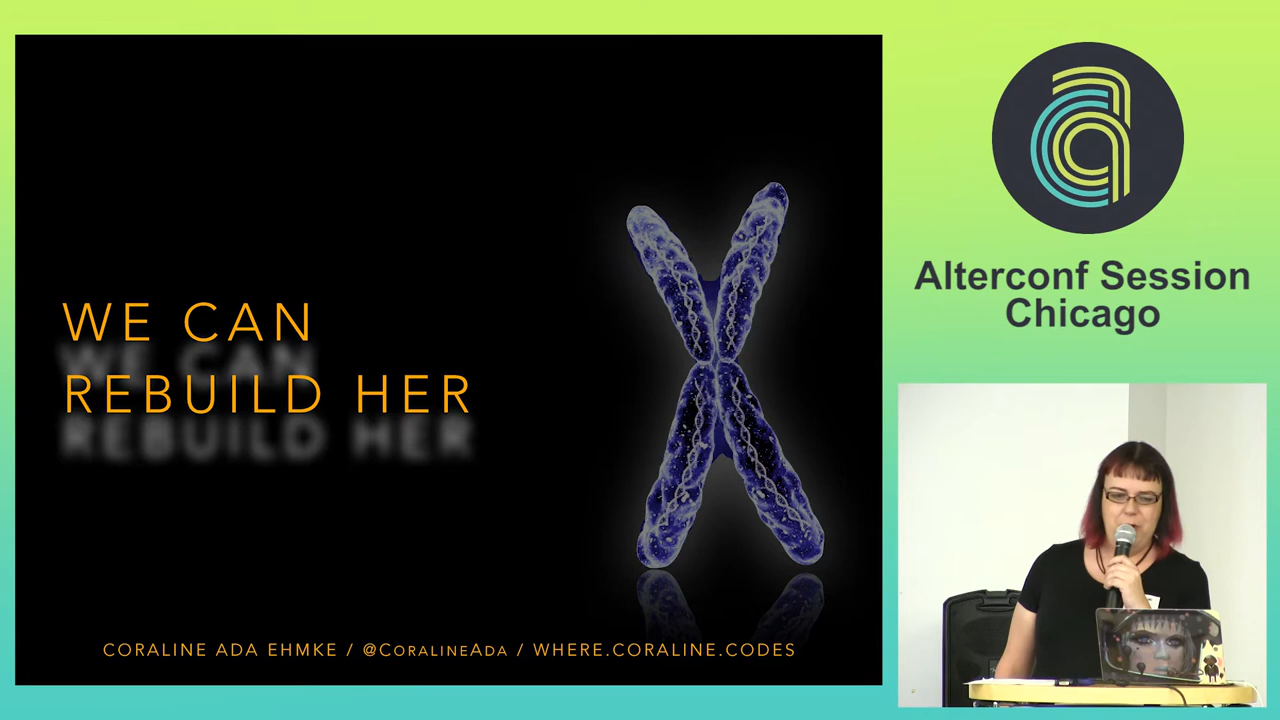 WE CAN
REBUILD HER
CORALINE ADA EHMKE / @CORALINEADA / WHERE.CORALINE.CODES
Alterconf Session
Chicago